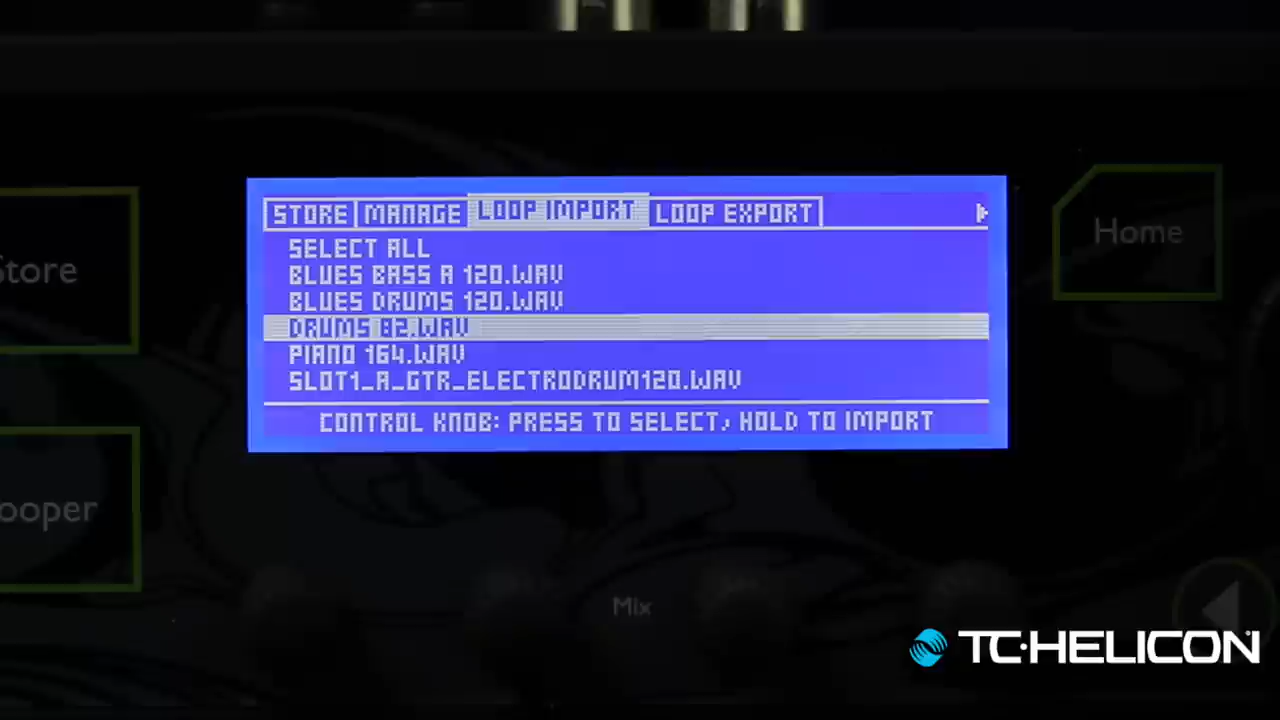 STORE MANAGE LOOP IMPORT LOOP EXPORT
SELECT ALL
BLUES BASS A 120.WAV
BLUES DRUMS 120.WAV
DRUMS 82.WAV
PIANO 164.WAV
SLOT1_A_GTR_ELECTRODRUM120.WAV
CONTROL KNOB: PRESS TO SELECT, HOLD TO IMPORT
Store
Home
ooper
Mix
TC·HELICON